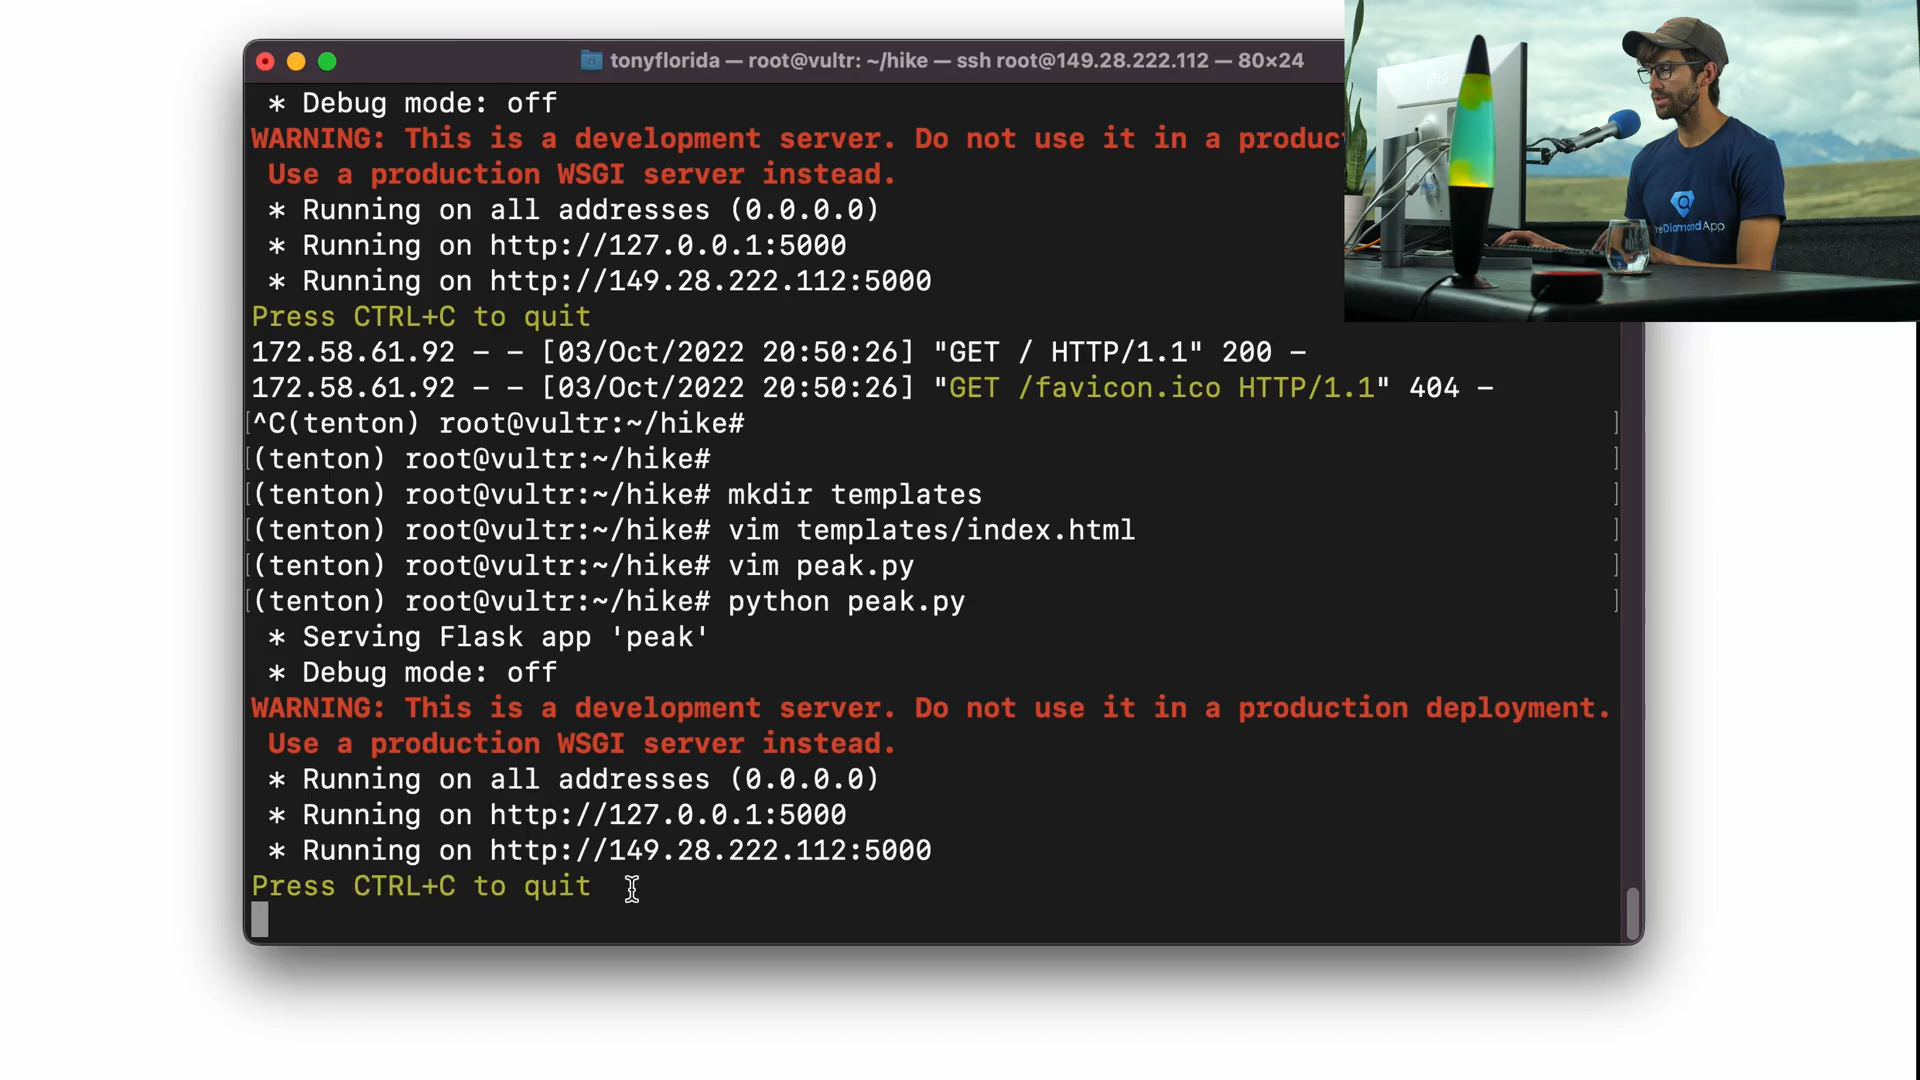 tonyflorida — root@vultr: ~/hike — ssh root@149.28.222.112 — 80×24
* Debug mode: off
WARNING: This is a development server. Do not use it in a produc
Use a production WSGI server instead.
* Running on all addresses (0.0.0.0)
* Running on http://127.0.0.1:5000
* Running on http://149.28.222.112:5000
Press CTRL+C to quit
172.58.61.92 - - [03/Oct/2022 20:50:26] "GET / HTTP/1.1" 200 -
172.58.61.92 - - [03/Oct/2022 20:50:26] "GET /favicon.ico HTTP/1.1" 404 -
[^C(tenton) root@vultr:~/hike# ]
[(tenton) root@vultr:~/hike# ]
[(tenton) root@vultr:~/hike# mkdir templates ]
[(tenton) root@vultr:~/hike# vim templates/index.html ]
[(tenton) root@vultr:~/hike# vim peak.py ]
[(tenton) root@vultr:~/hike# python peak.py ]
* Serving Flask app 'peak'
* Debug mode: off
WARNING: This is a development server. Do not use it in a production deployment.
Use a production WSGI server instead.
* Running on all addresses (0.0.0.0)
* Running on http://127.0.0.1:5000
* Running on http://149.28.222.112:5000
Press CTRL+C to quit
reDiamondApp